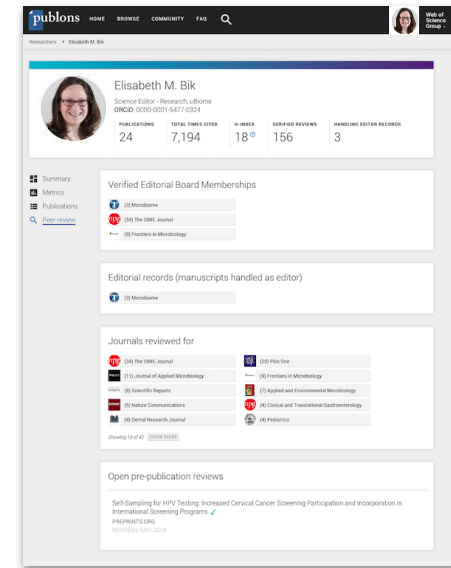 publons HOME BROWSE COMMUNITY FAQ Web of Science Group
Researchers Elisabeth M. Bik
Elisabeth M. Bik
Science Editor - Research, uBiome
ORCiD: 0000-0001-5477-0324
PUBLICATIONS TOTAL TIMES CITED H-INDEX VERIFIED REVIEWS HANDLING EDITOR RECORDS
24 7,194 18 156 3
Summary
Metrics
Publications
Peer review
Verified Editorial Board Memberships
(3) Microbiome
npg (34) The ISME Journal
(9) Frontiers in Microbiology
Editorial records (manuscripts handled as editor)
(3) Microbiome
Journals reviewed for
npg (34) The ISME Journal
(20) Plos One
(11) Journal of Applied Microbiology
(9) Frontiers in Microbiology
(8) Scientific Reports
(7) Applied and Environmental Microbiology
(5) Nature Communications
npg (4) Clinical and Translational Gastroenterology
(4) Dental Research Journal
(4) Pediatrics
Showing 10 of 42 SHOW MORE
Open pre-publication reviews
Self-Sampling for HPV Testing: Increased Cervical Cancer Screening Participation and Incorporation in
International Screening Programs ✓
PREPRINTS.ORG
REVIEWED MAY 2018